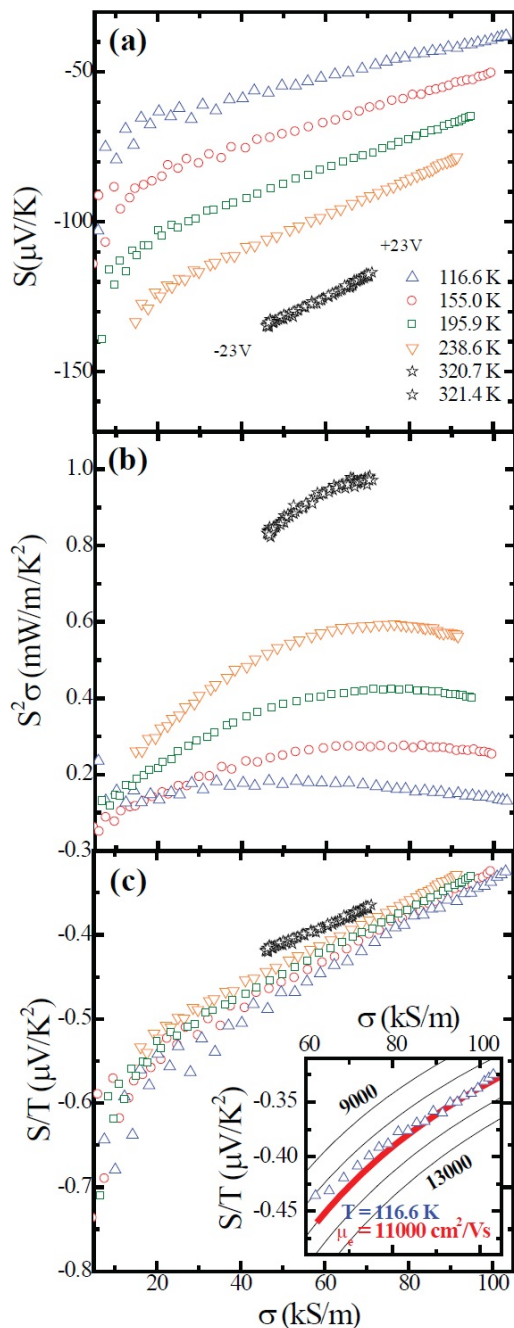 (a)
-50
-100
-150
S(μV/K)
+23V
-23V
116.6 K
155.0 K
195.9 K
238.6 K
320.7 K
321.4 K
(b)
1.0
0.8
0.6
0.4
0.2
S²σ (mW/m/K²)
-0.3
(c)
-0.4
-0.5
-0.6
-0.7
-0.8
S/T (μV/K²)
σ (kS/m)
60 80 100
-0.35
-0.40
-0.45
S/T (μV/K²)
9000
13000
T = 116.6 K
μₑ = 11000 cm²/Vs
20 40 60 80 100
σ (kS/m)